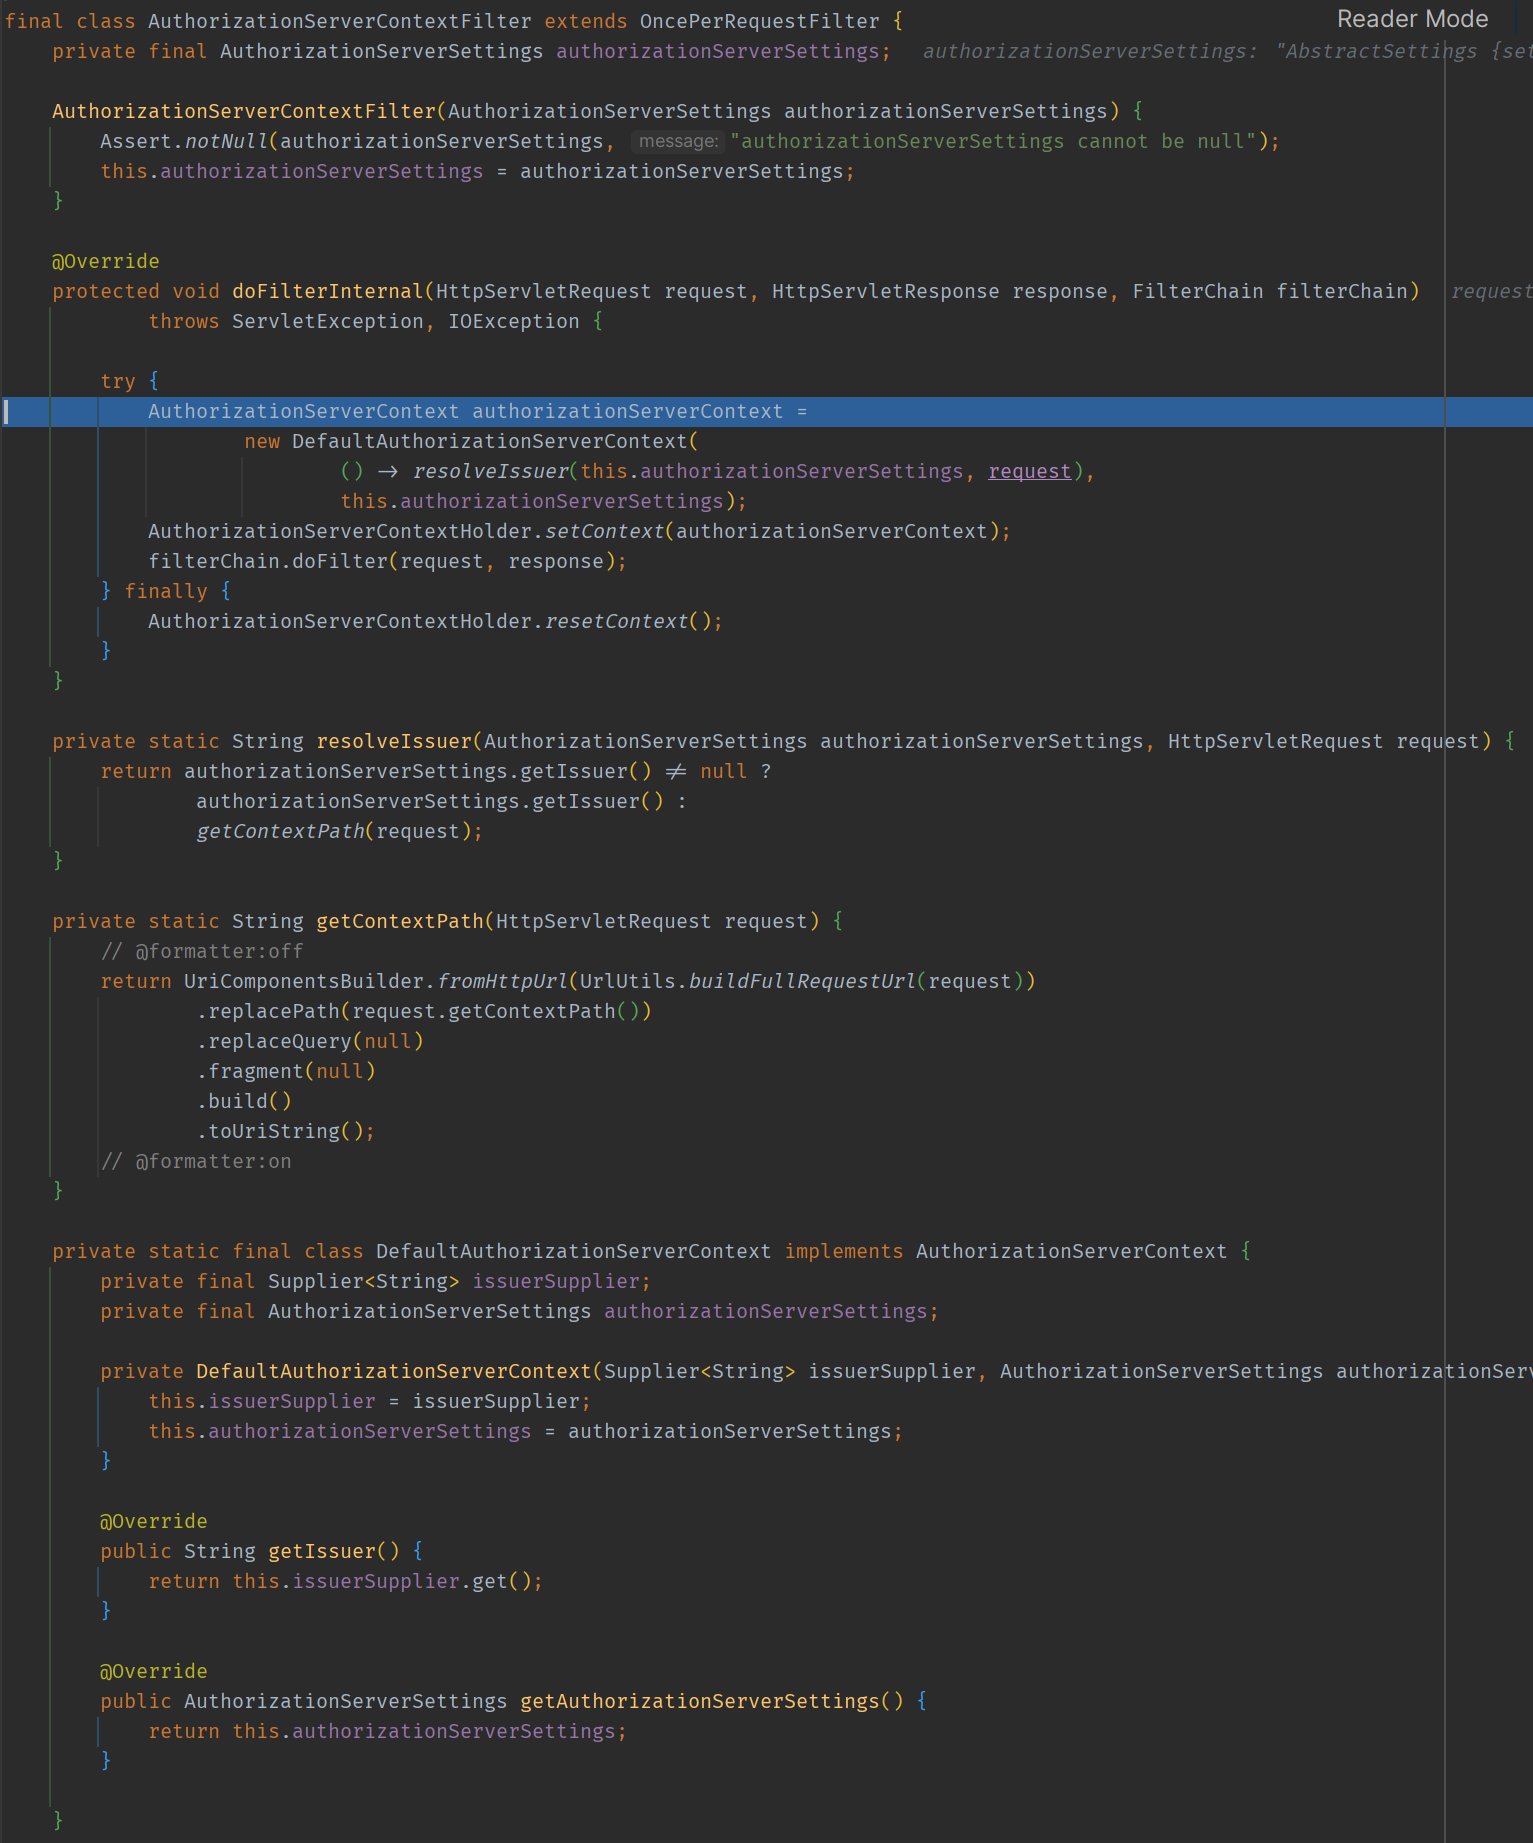 final class AuthorizationServerContextFilter extends OncePerRequestFilter {
Reader Mode
    private final AuthorizationServerSettings authorizationServerSettings;   authorizationServerSettings: "AbstractSettings {set

    AuthorizationServerContextFilter(AuthorizationServerSettings authorizationServerSettings) {
        Assert.notNull(authorizationServerSettings, message: "authorizationServerSettings cannot be null");
        this.authorizationServerSettings = authorizationServerSettings;
    }

    @Override
    protected void doFilterInternal(HttpServletRequest request, HttpServletResponse response, FilterChain filterChain)   request
            throws ServletException, IOException {

        try {
            AuthorizationServerContext authorizationServerContext =
                    new DefaultAuthorizationServerContext(
                            () → resolveIssuer(this.authorizationServerSettings, request),
                            this.authorizationServerSettings);
            AuthorizationServerContextHolder.setContext(authorizationServerContext);
            filterChain.doFilter(request, response);
        } finally {
            AuthorizationServerContextHolder.resetContext();
        }
    }

    private static String resolveIssuer(AuthorizationServerSettings authorizationServerSettings, HttpServletRequest request) {
        return authorizationServerSettings.getIssuer() ≠ null ?
                authorizationServerSettings.getIssuer() :
                getContextPath(request);
    }

    private static String getContextPath(HttpServletRequest request) {
        // @formatter:off
        return UriComponentsBuilder.fromHttpUrl(UrlUtils.buildFullRequestUrl(request))
                .replacePath(request.getContextPath())
                .replaceQuery(null)
                .fragment(null)
                .build()
                .toUriString();
        // @formatter:on
    }

    private static final class DefaultAuthorizationServerContext implements AuthorizationServerContext {
        private final Supplier<String> issuerSupplier;
        private final AuthorizationServerSettings authorizationServerSettings;

        private DefaultAuthorizationServerContext(Supplier<String> issuerSupplier, AuthorizationServerSettings authorizationSer
            this.issuerSupplier = issuerSupplier;
            this.authorizationServerSettings = authorizationServerSettings;
        }

        @Override
        public String getIssuer() {
            return this.issuerSupplier.get();
        }

        @Override
        public AuthorizationServerSettings getAuthorizationServerSettings() {
            return this.authorizationServerSettings;
        }

    }